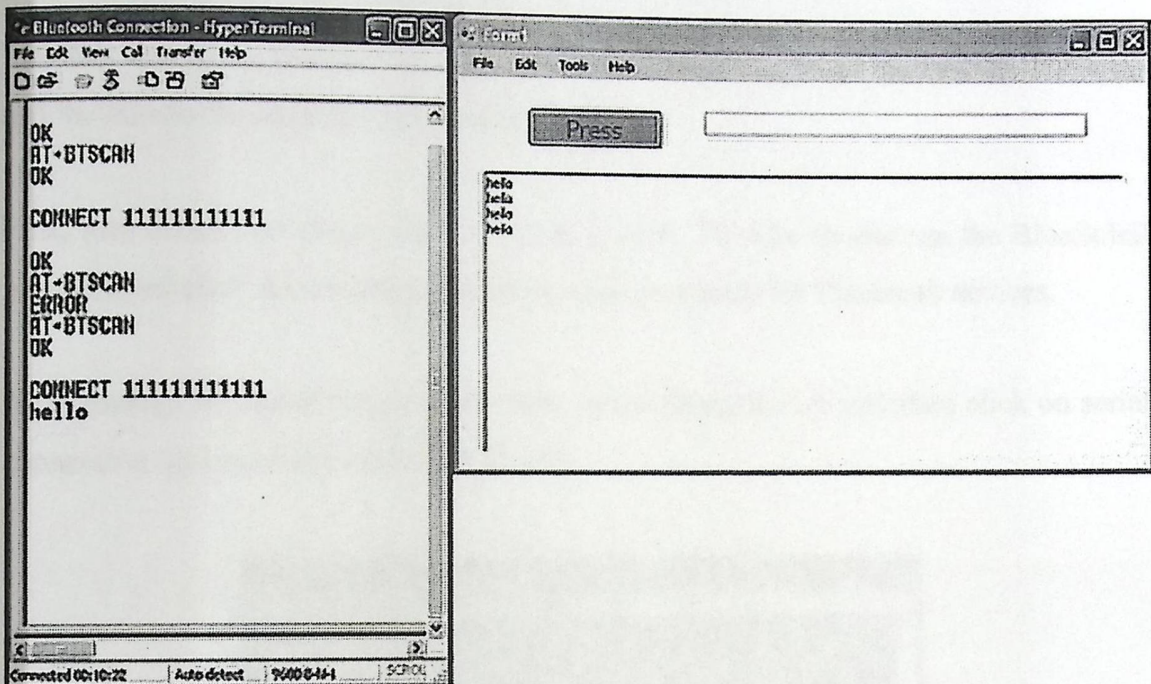 Bluetooth Connection - HyperTerminal
File Edit View Call Transfer Help
OK
AT+BTSCAN
OK
CONNECT 111111111111
OK
AT+BTSCAN
ERROR
AT+BTSCAN
OK
CONNECT 111111111111
hello
Connected 00:10:22 Auto detect 9600 8-N-1 SCROLL
Form1
File Edit Tools Help
Press
hello
hello
hello
hello